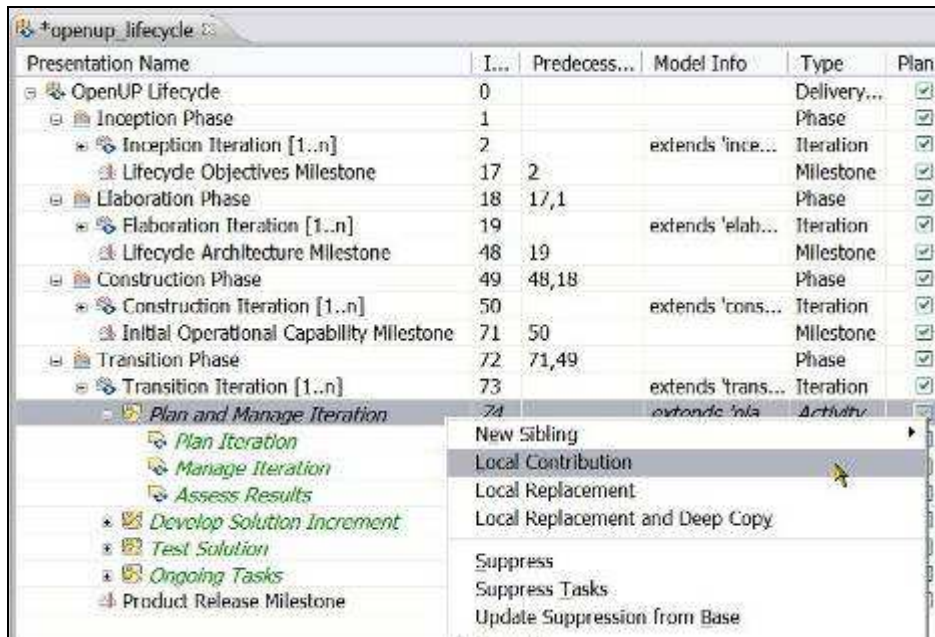 *openup_lifecycle
Presentation Name I... Predecess... Model Info Type Plan
OpenUP Lifecycle 0 Delivery...
Inception Phase 1 Phase
Inception Iteration [1..n] 2 extends 'ince... Iteration
Lifecycle Objectives Milestone 17 2 Milestone
Elaboration Phase 18 17,1 Phase
Elaboration Iteration [1..n] 19 extends 'elab... Iteration
Lifecycle Architecture Milestone 48 19 Milestone
Construction Phase 49 48,18 Phase
Construction Iteration [1..n] 50 extends 'cons... Iteration
Initial Operational Capability Milestone 71 50 Milestone
Transition Phase 72 71,49 Phase
Transition Iteration [1..n] 73 extends 'trans... Iteration
Plan and Manage Iteration 74 extends 'pla... Activity
Plan Iteration New Sibling
Manage Iteration Local Contribution
Assess Results Local Replacement
Develop Solution Increment Local Replacement and Deep Copy
Test Solution Suppress
Ongoing Tasks Suppress Tasks
Product Release Milestone Update Suppression from Base